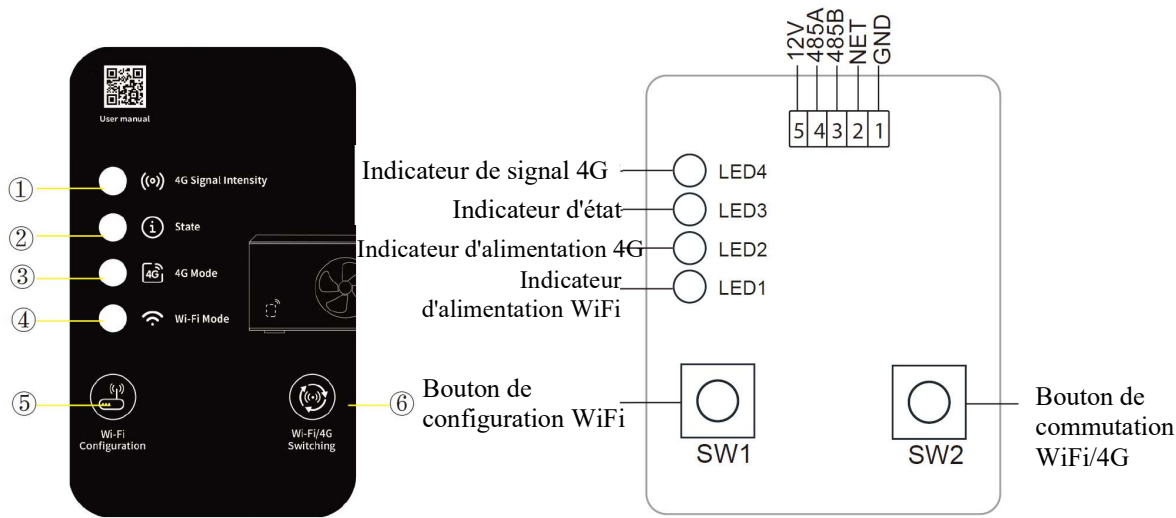 User manual
① 4G Signal Intensity
② State
③ 4G Mode
④ Wi-Fi Mode
⑤ Wi-Fi
Configuration
Wi-Fi/4G
Switching
⑥
12V
485A
485B
NET
GND
5 4 3 2 1
Indicateur de signal 4G LED4
Indicateur d'état LED3
Indicateur d'alimentation 4G LED2
Indicateur
d'alimentation WiFi LED1
Bouton de
configuration WiFi
SW1
SW2
Bouton de
commutation
WiFi/4G